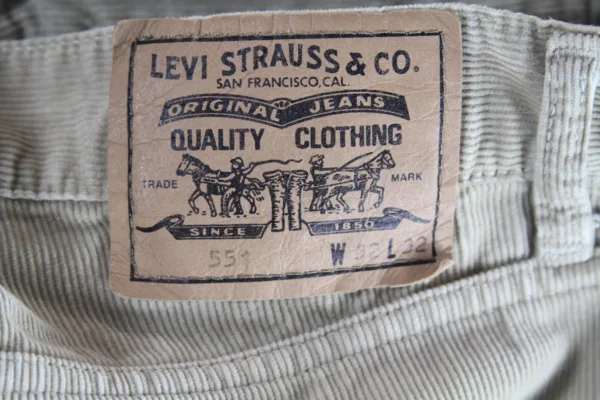 LEVI STRAUSS & CO.
SAN FRANCISCO, CAL.
ORIGINAL JEANS
QUALITY CLOTHING
TRADE MARK
SINCE 1850
551 W 32 L 32